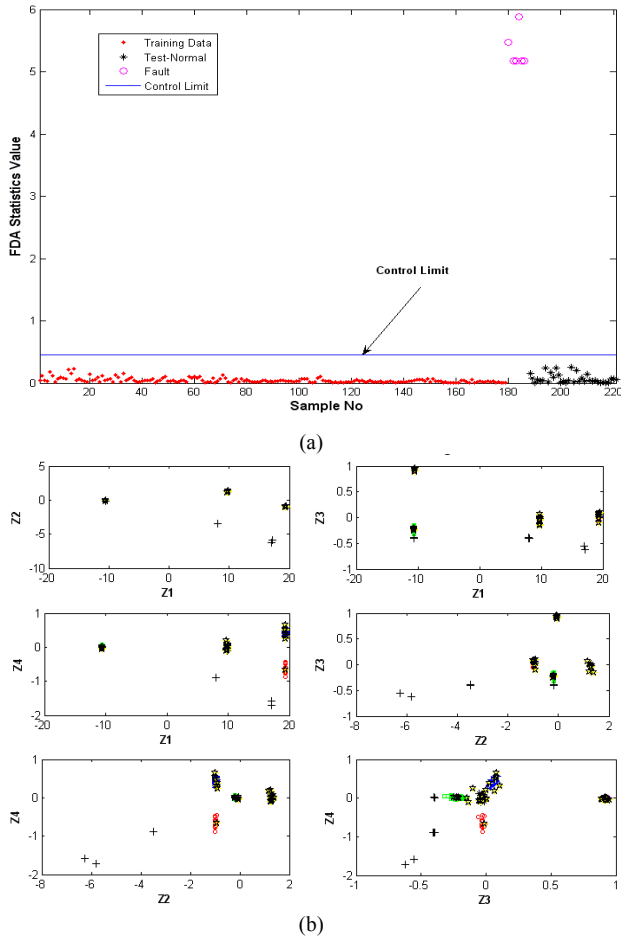 6
5
4
3
2
1
0
FDA Statistics Value
Training Data
Test-Normal
Fault
Control Limit
Control Limit
20 40 60 80 100 120 140 160 180 200 220
Sample No
(a)
5
0
-5
-10
Z2
-20 -10 0 10 20
Z1
1
0.5
0
-0.5
-1
Z3
-20 -10 0 10 20
Z1
1
0
-1
-2
Z4
-20 -10 0 10 20
Z1
1
0.5
0
-0.5
-1
Z3
-8 -6 -4 -2 0 2
Z2
1
0
-1
-2
Z4
-8 -6 -4 -2 0 2
Z2
1
0
-1
-2
Z4
-1 -0.5 0 0.5 1
Z3
(b)